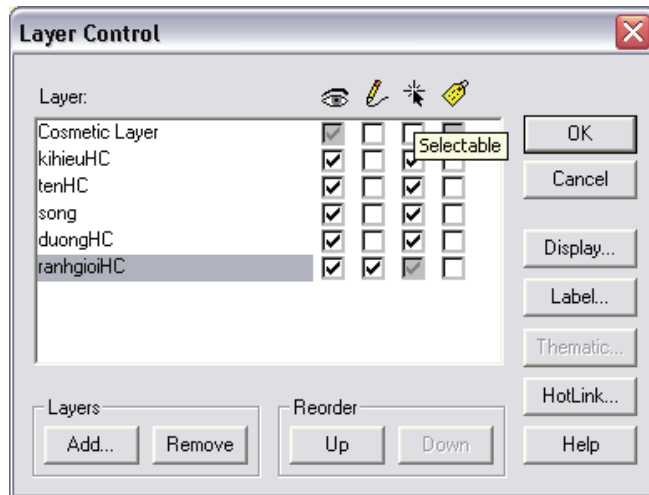 Layer Control
Layer:
Cosmetic Layer
kihieuHC
tenHC
song
duongHC
ranhgioiHC
Selectable
OK
Cancel
Display...
Label...
Thematic...
HotLink...
Help
Layers
Add...
Remove
Reorder
Up
Down